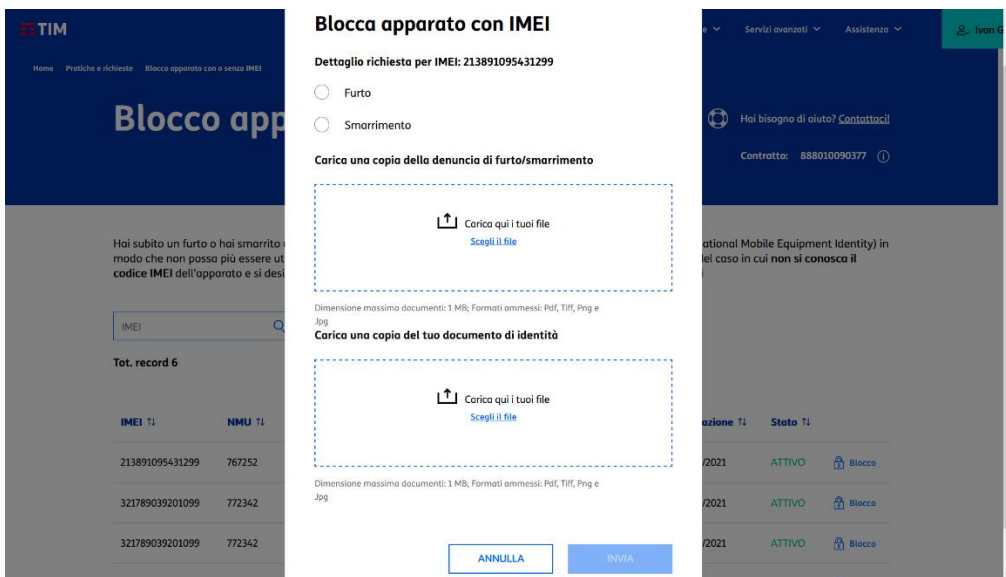 TIM
Servizi avanzati
Assistenza
Ivan G
Home Pratiche e richieste Blocco apparato con o senza IMEI
Blocco app
Hai bisogno di aiuto? Contattaci!
Contratto: 888010090377
Blocca apparato con IMEI
Dettaglio richiesta per IMEI: 213891095431299
Furto
Smarrimento
Carica una copia della denuncia di furto/smarrimento
Carica qui i tuoi file
Scegli il file
Dimensione massima documenti: 1 MB; Formati ammessi: Pdf, Tiff, Png e
Jpg
Carica una copia del tuo documento di identità
Carica qui i tuoi file
Scegli il file
Dimensione massima documenti: 1 MB; Formati ammessi: Pdf, Tiff, Png e
Jpg
ANNULLA INVIA
Hai subito un furto o hai smarrito
modo che non possa più essere ut
codice IMEI dell'apparato e si desi
ational Mobile Equipment Identity) in
el caso in cui non si conosca il
IMEI
Tot. record 6
IMEI NMU azione Stato
213891095431299 767252 /2021 ATTIVO Blocco
321789039201099 772342 /2021 ATTIVO Blocco
321789039201099 772342 /2021 ATTIVO Blocco